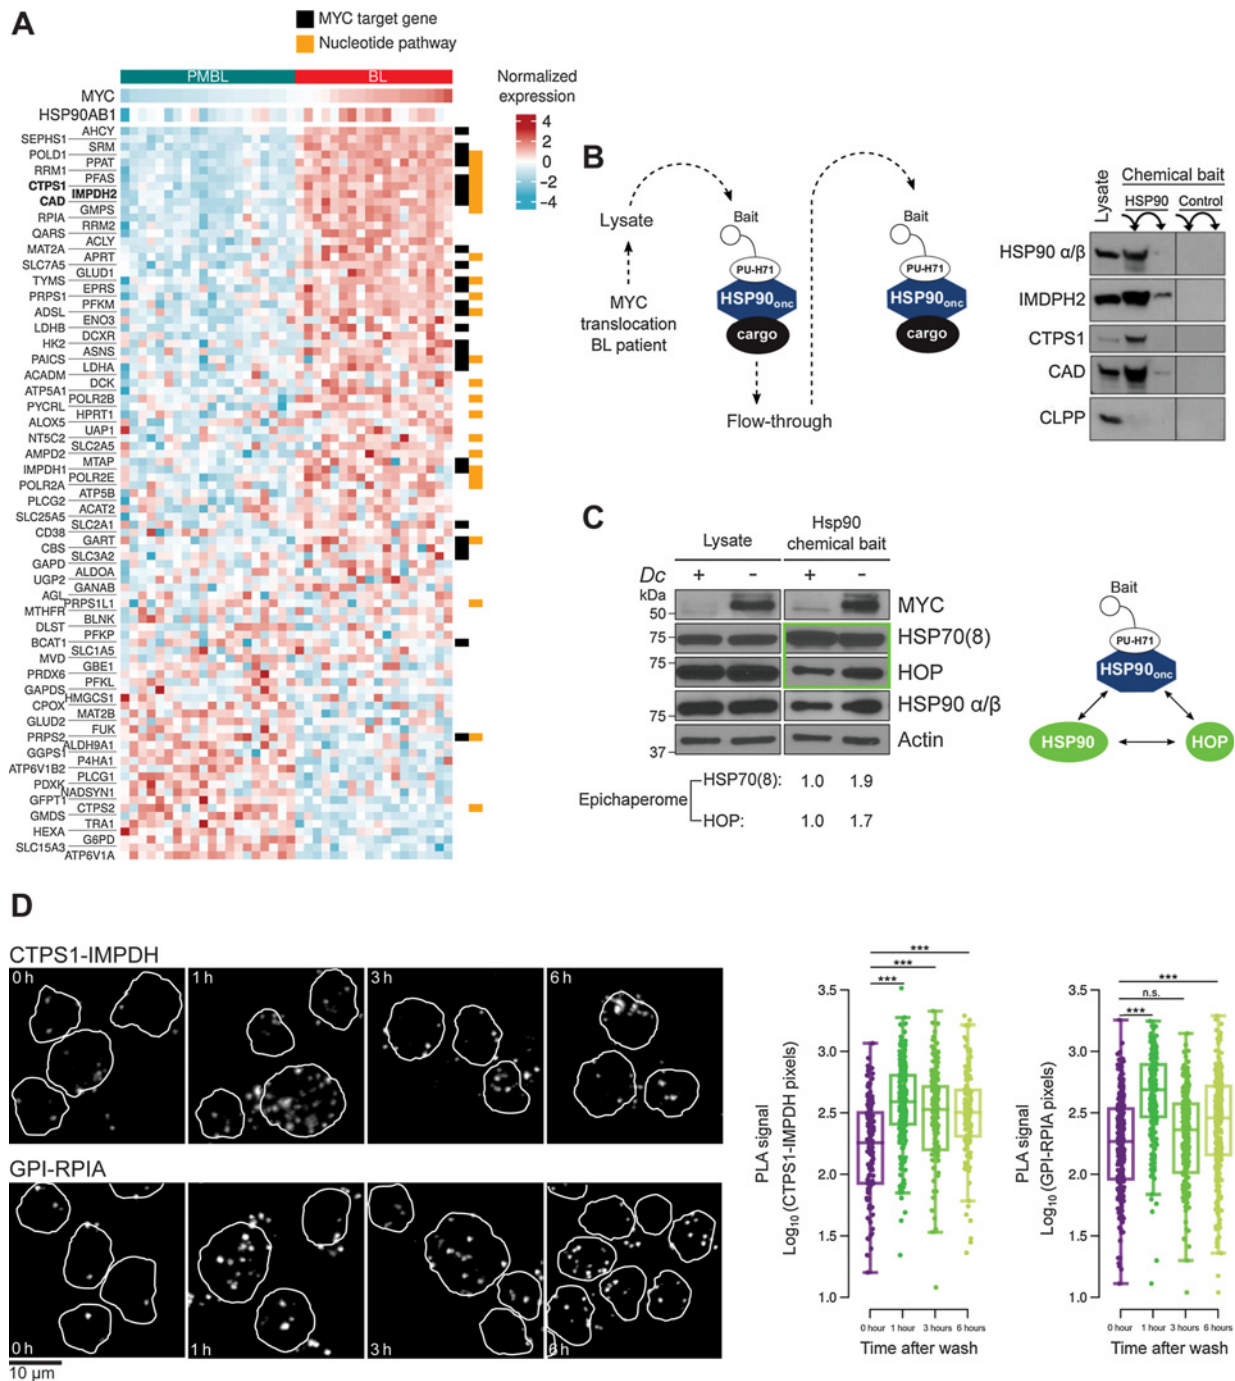 A
MYC target gene
Nucleotide pathway
PMBL
BL
MYC
HSP90AB1
Normalized
expression
4
2
0
−2
−4
AHCY
SEPHS1
SRM
POLD1
PPAT
RRM1
PFAS
CTPS1
IMPDH2
CAD
GMPS
RPIA
RRM2
QARS
ACLY
MAT2A
APRT
SLC7A5
GLUD1
TYMS
EPRS
PRPS1
PFKM
ADSL
ENO3
LDHB
DCXR
HK2
ASNS
PAICS
LDHA
ACADM
DCK
ATP5A1
POLR2B
PYCRL
HPRT1
ALOX5
UAP1
NT5C2
SLC2A5
AMPD2
MTAP
IMPDH1
POLR2E
POLR2A
ATP5B
PLCG2
ACAT2
SLC25A5
SLC2A1
CD38
GART
CBS
SLC3A2
GAPD
ALDOA
UGP2
GANAB
AGL
PRPS1L1
MTHFR
BLNK
DLST
PFKP
BCAT1
SLC1A5
MVD
GBE1
PRDX6
PFKL
GAPDS
HMGCS1
CPOX
MAT2B
GLUD2
FUK
PRPS2
ALDH9A1
GGPS1
P4HA1
ATP6V1B2
PLCG1
PDXK
NADSYN1
GFPT1
CTPS2
GMDS
TRA1
HEXA
G6PD
SLC15A3
ATP6V1A
B
Lysate
MYC
translocation
BL patient
Bait
PU-H71
HSP90onc
cargo
Flow-through
Bait
PU-H71
HSP90onc
cargo
Lysate
Chemical bait
HSP90
Control
HSP90 α/β
IMDPH2
CTPS1
CAD
CLPP
C
Lysate
Hsp90
chemical bait
Dc + - + -
kDa
50
MYC
75
HSP70(8)
75
HOP
75
HSP90 α/β
37
Actin
Epichaperome
HSP70(8): 1.0 1.9
HOP: 1.0 1.7
Bait
PU-H71
HSP90onc
HSP90
HOP
D
CTPS1-IMPDH
0 h
1 h
3 h
6 h
GPI-RPIA
0 h
1 h
3 h
6 h
10 µm
PLA signal
Log10 (CTPS1-IMPDH pixels)
3.5
3.0
2.5
2.0
1.5
1.0
***
***
***
0 hour 1 hour 3 hours 6 hours
Time after wash
PLA signal
Log10 (GPI-RPIA pixels)
3.5
3.0
2.5
2.0
1.5
1.0
***
n.s.
***
0 hour 1 hour 3 hours 6 hours
Time after wash